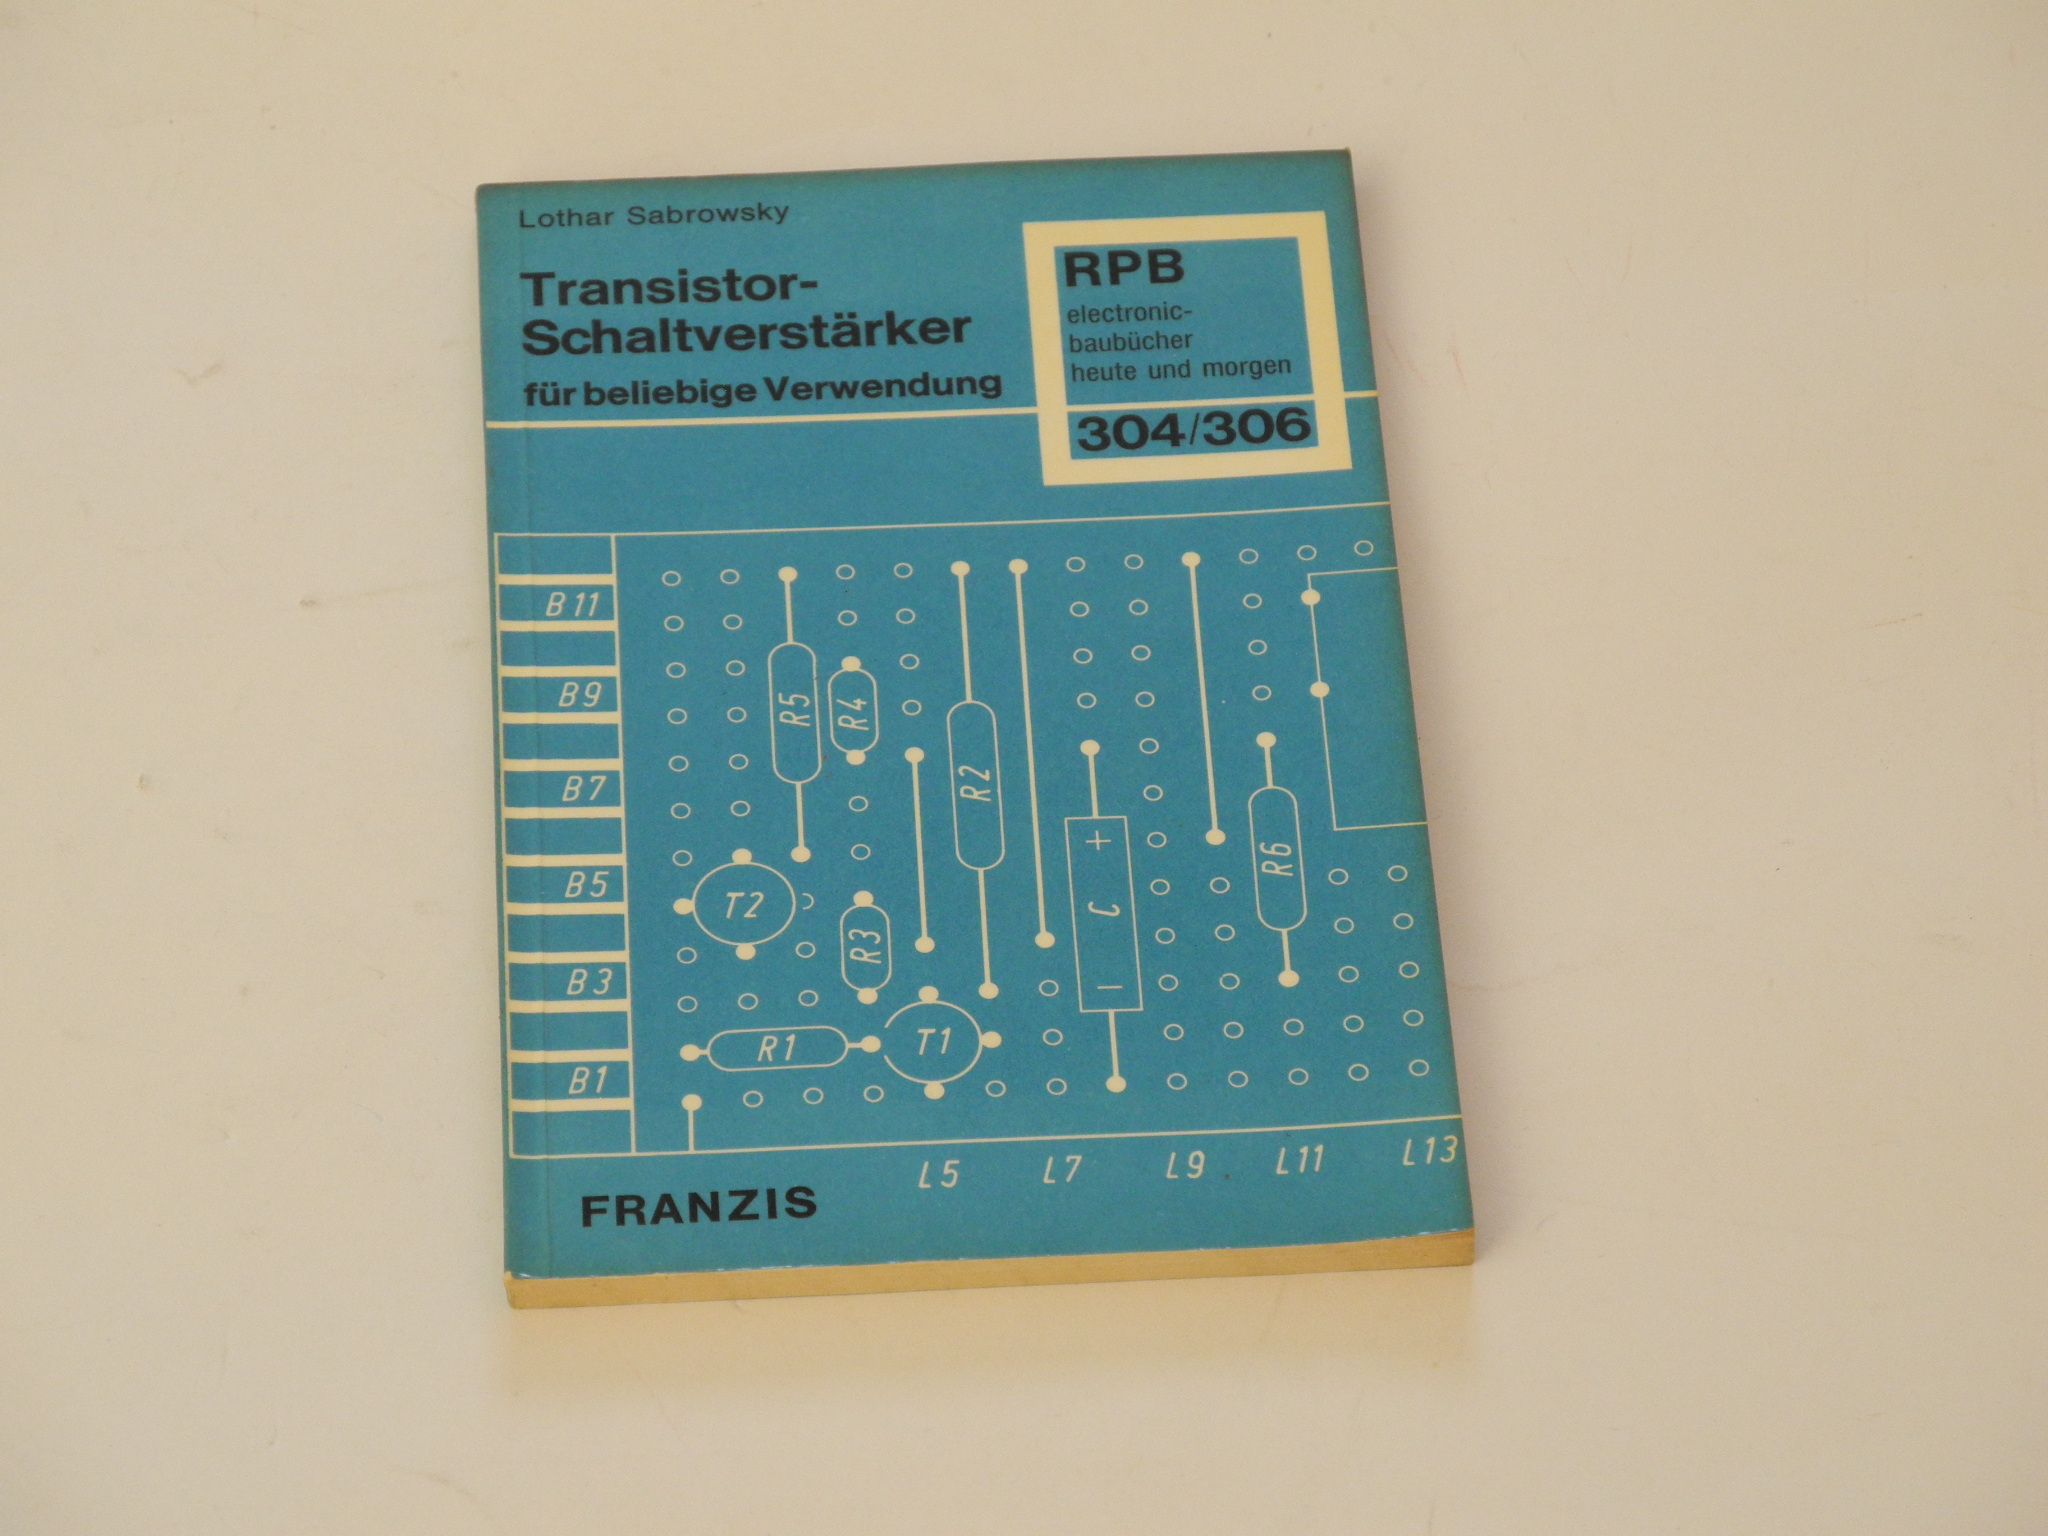 Lothar Sabrowsky
Transistor-
Schaltverstärker
für beliebige Verwendung
RPB
electronic-
baubücher
heute und morgen
304/306
B11
B9
B7
B5
B3
B1
R5
R4
R2
R6
C
+
–
T2
R3
R1
T1
L5
L7
L9
L11
L13
FRANZIS